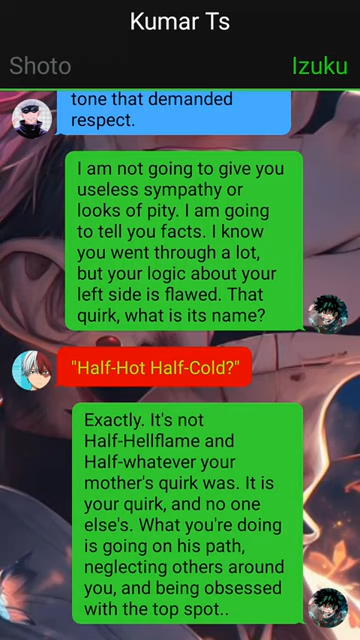 Kumar Ts
Shoto
Izuku
tone that demanded
respect.
I am not going to give you
useless sympathy or
looks of pity. I am going
to tell you facts. I know
you went through a lot,
but your logic about your
left side is flawed. That
quirk, what is its name?
"Half-Hot Half-Cold?"
Exactly. It's not
Half-Hellflame and
Half-whatever your
mother's quirk was. It is
your quirk, and no one
else's. What you're doing
is going on his path,
neglecting others around
you, and being obsessed
with the top spot..